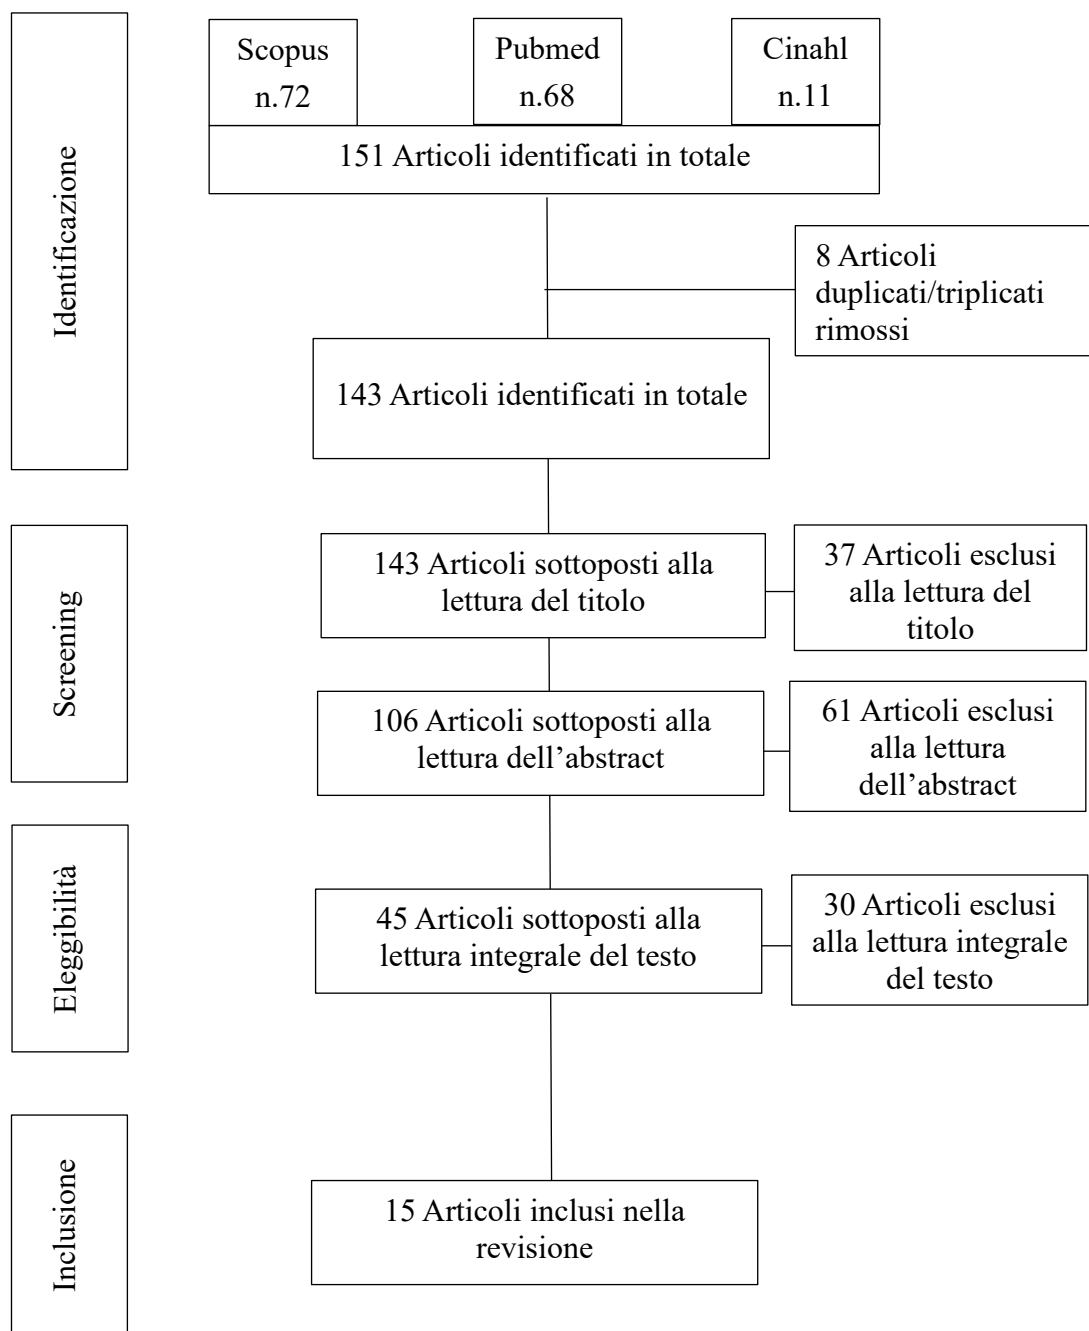 Scopus
n.72
Pubmed
n.68
Cinahl
n.11
151 Articoli identificati in totale
Identificazione
8 Articoli
duplicati/triplicati
rimossi
143 Articoli identificati in totale
Screening
143 Articoli sottoposti alla
lettura del titolo
37 Articoli esclusi
alla lettura del
titolo
106 Articoli sottoposti alla
lettura dell’abstract
61 Articoli esclusi
alla lettura
dell’abstract
Eleggibilità
45 Articoli sottoposti alla
lettura integrale del testo
30 Articoli esclusi
alla lettura integrale
del testo
Inclusione
15 Articoli inclusi nella
revisione